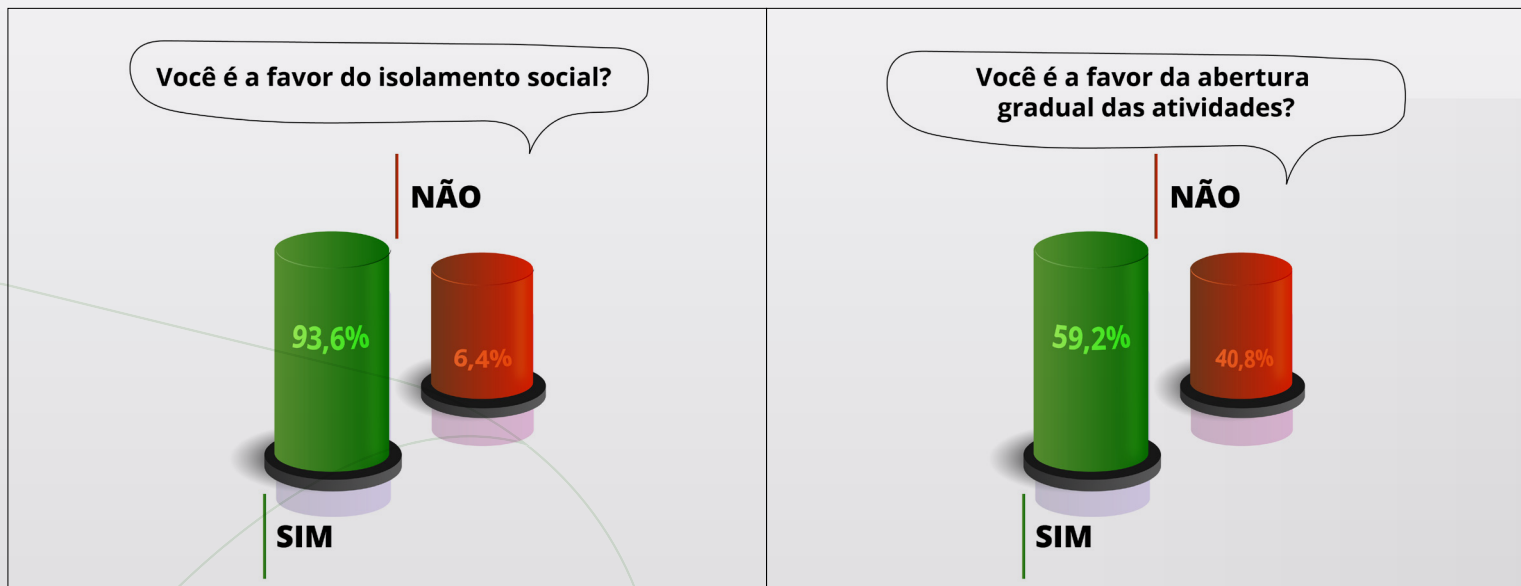 Você é a favor do isolamento social?
NÃO
93,6%
6,4%
SIM
Você é a favor da abertura
gradual das atividades?
NÃO
59,2%
40,8%
SIM